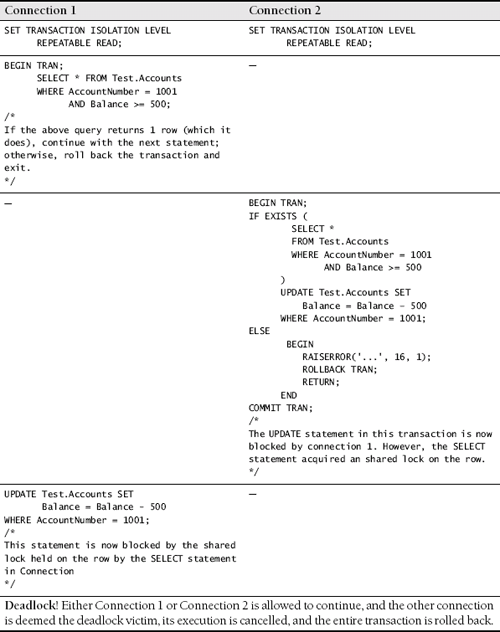 Connection 1
Connection 2
SET TRANSACTION ISOLATION LEVEL
REPEATABLE READ;
SET TRANSACTION ISOLATION LEVEL
REPEATABLE READ;
BEGIN TRAN;
SELECT * FROM Test.Accounts
WHERE AccountNumber = 1001
AND Balance >= 500;
/*
If the above query returns 1 row (which it
does), continue with the next statement;
otherwise, roll back the transaction and
exit.
*/
—
—
BEGIN TRAN;
IF EXISTS (
SELECT *
FROM Test.Accounts
WHERE AccountNumber = 1001
AND Balance >= 500
)
UPDATE Test.Accounts SET
Balance = Balance – 500
WHERE AccountNumber = 1001;
ELSE
BEGIN
RAISERROR('...', 16, 1);
ROLLBACK TRAN;
RETURN;
END
COMMIT TRAN;
/*
The UPDATE statement in this transaction is now
blocked by connection 1. However, the SELECT
statement acquired an shared lock on the row.
*/
UPDATE Test.Accounts SET
Balance = Balance – 500
WHERE AccountNumber = 1001;
/*
This statement is now blocked by the shared
lock held on the row by the SELECT statement
in Connection
*/
—
Deadlock! Either Connection 1 or Connection 2 is allowed to continue, and the other connection
is deemed the deadlock victim, its execution is cancelled, and the entire transaction is rolled back.